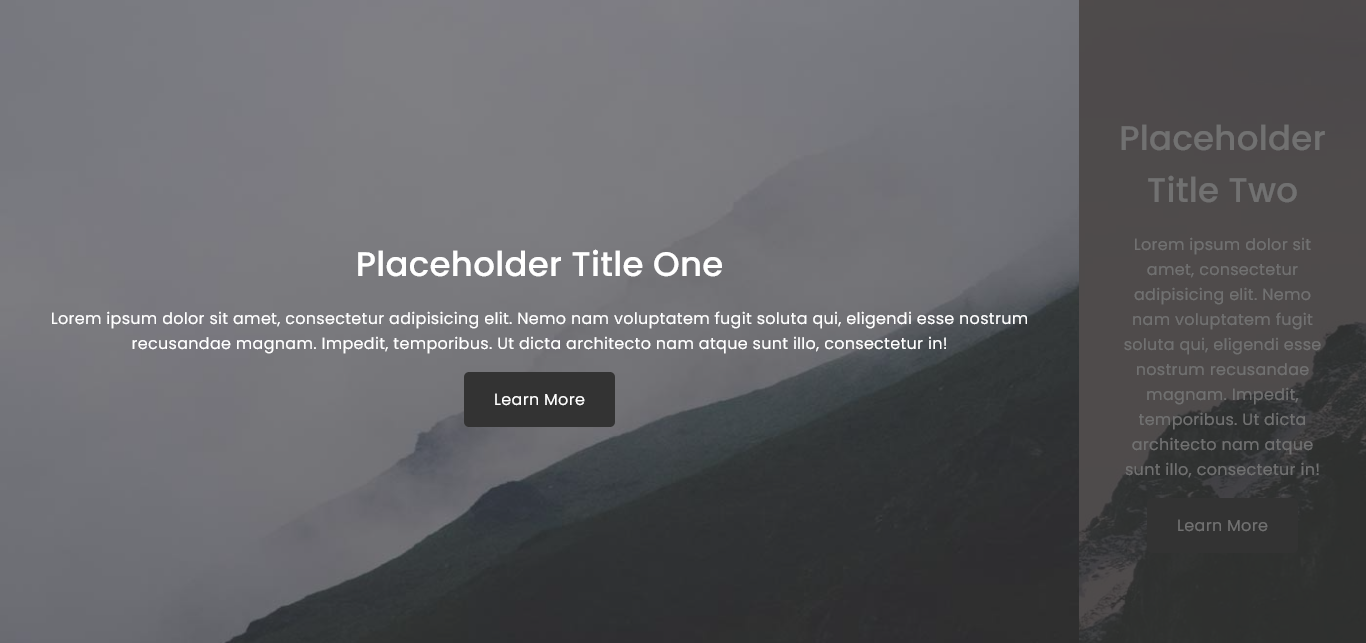 Placeholder Title One
Lorem ipsum dolor sit amet, consectetur adipisicing elit. Nemo nam voluptatem fugit soluta qui, eligendi esse nostrum
recusandae magnam. Impedit, temporibus. Ut dicta architecto nam atque sunt illo, consectetur in!
Learn More
Placeholder
Title Two
Lorem ipsum dolor sit
amet, consectetur
adipisicing elit. Nemo
nam voluptatem fugit
soluta qui, eligendi esse
nostrum recusandae
magnam. Impedit,
temporibus. Ut dicta
architecto nam atque
sunt illo, consectetur in!
Learn More